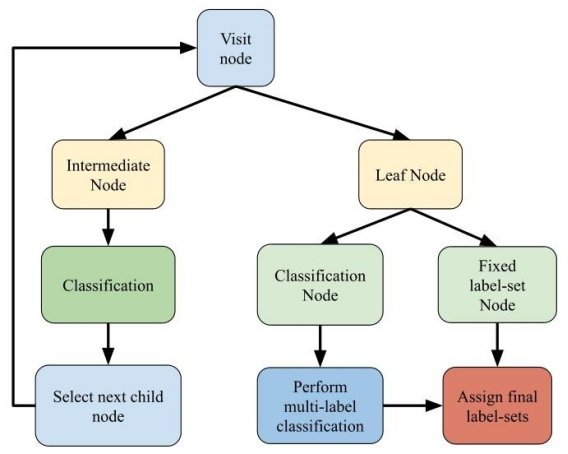 Visit
node
Intermediate
Node
Leaf Node
Classification
Classification
Node
Fixed
label-set
Node
Select next child
node
Perform
multi-label
classification
Assign final
label-sets